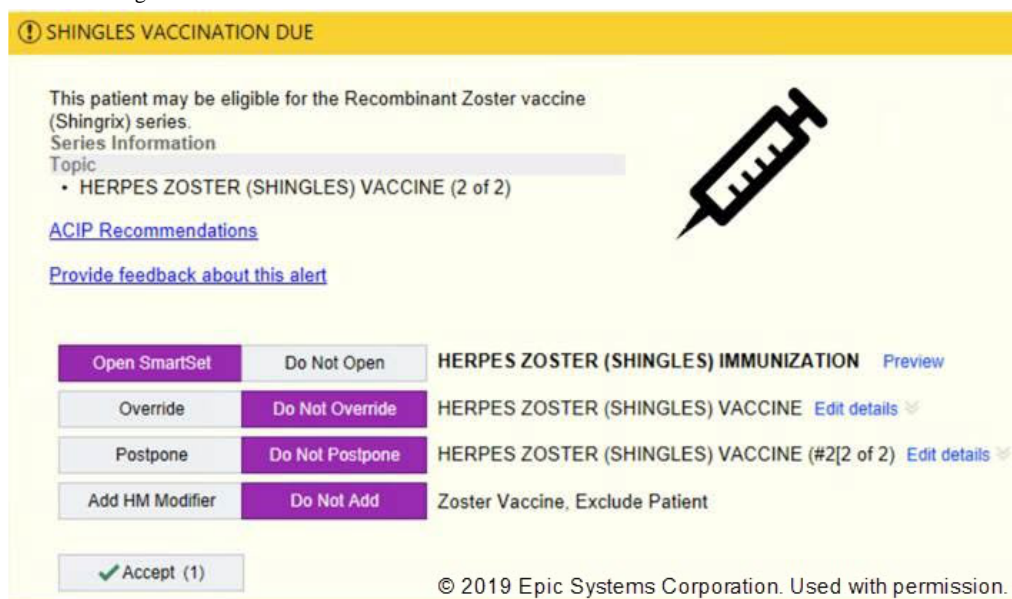 SHINGLES VACCINATION DUE
This patient may be eligible for the Recombinant Zoster vaccine
(Shingrix) series.
Series Information
Topic
• HERPES ZOSTER (SHINGLES) VACCINE (2 of 2)
ACIP Recommendations
Provide feedback about this alert
Open SmartSet Do Not Open HERPES ZOSTER (SHINGLES) IMMUNIZATION Preview
Override Do Not Override HERPES ZOSTER (SHINGLES) VACCINE Edit details
Postpone Do Not Postpone HERPES ZOSTER (SHINGLES) VACCINE (#2[2 of 2) Edit details
Add HM Modifier Do Not Add Zoster Vaccine, Exclude Patient
Accept (1)
© 2019 Epic Systems Corporation. Used with permission.